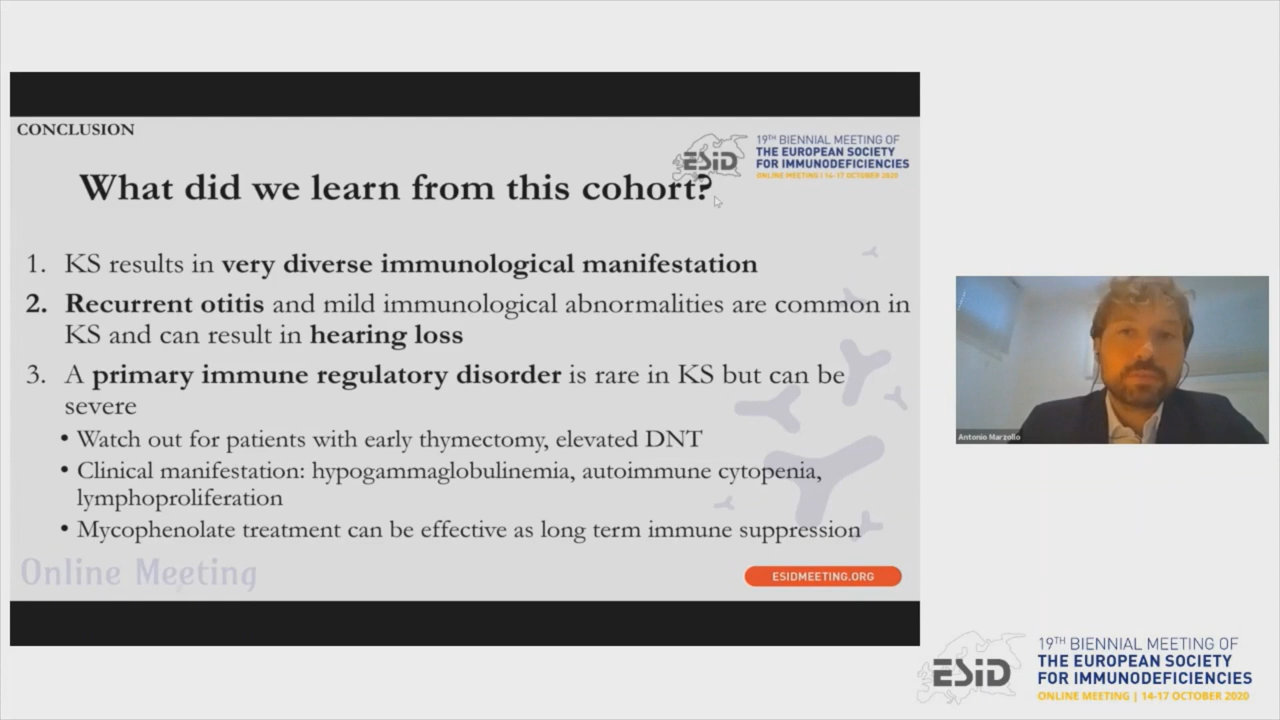 CONCLUSION
ESiD
19TH BIENNIAL MEETING OF
THE EUROPEAN SOCIETY
FOR IMMUNODEFICIENCIES
ONLINE MEETING | 14-17 OCTOBER 2020
What did we learn from this cohort?
1. KS results in very diverse immunological manifestation
2. Recurrent otitis and mild immunological abnormalities are common in
KS and can result in hearing loss
3. A primary immune regulatory disorder is rare in KS but can be
severe
• Watch out for patients with early thymectomy, elevated DNT
• Clinical manifestation: hypogammaglobulinemia, autoimmune cytopenia,
lymphoproliferation
• Mycophenolate treatment can be effective as long term immune suppression
Online Meeting
ESIDMEETING.ORG
Antonio Marzollo
ESiD
19TH BIENNIAL MEETING OF
THE EUROPEAN SOCIETY
FOR IMMUNODEFICIENCIES
ONLINE MEETING | 14-17 OCTOBER 2020